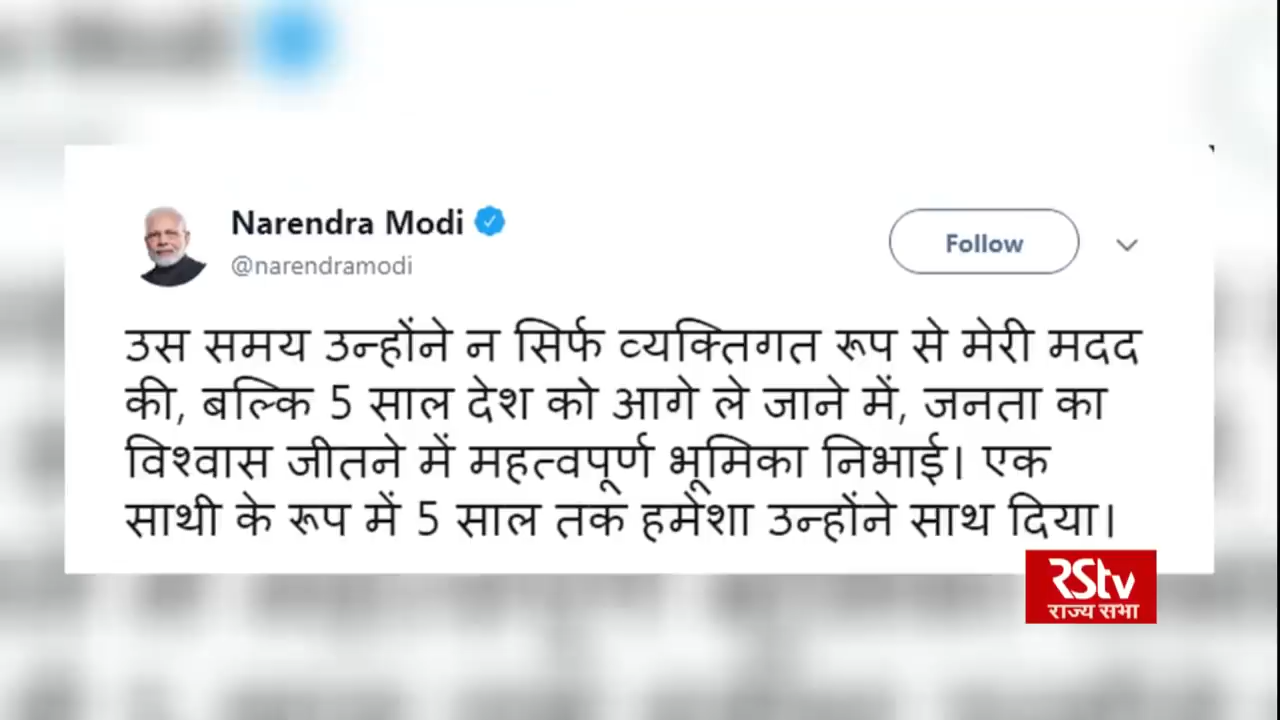 Narendra Modi
@narendramodi
Follow
उस समय उन्होंने न सिर्फ व्यक्तिगत रूप से मेरी मदद
की, बल्कि 5 साल देश को आगे ले जाने में, जनता का
विश्वास जीतने में महत्वपूर्ण भूमिका निभाई। एक
साथी के रूप में 5 साल तक हमेशा उन्होंने साथ दिया।
RStv
राज्य सभा